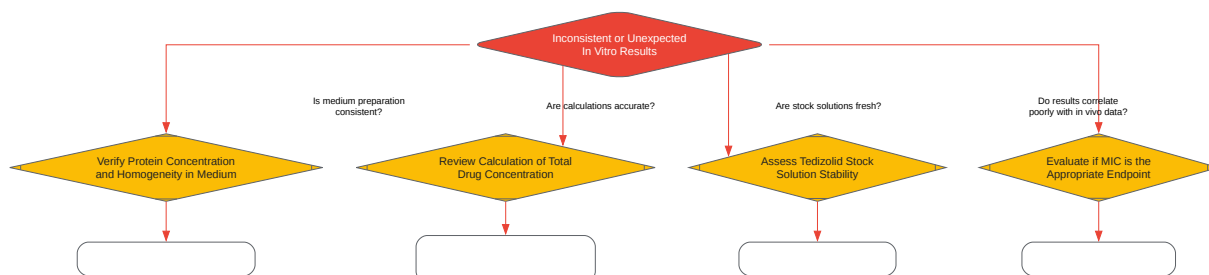 Inconsistent or Unexpected
In Vitro Results
Is medium preparation
consistent?
Are calculations accurate?
Are stock solutions fresh?
Do results correlate
poorly with in vivo data?
Verify Protein Concentration
and Homogeneity in Medium
Review Calculation of Total
Drug Concentration
Assess Tedizolid Stock
Solution Stability
Evaluate if MIC is the
Appropriate Endpoint